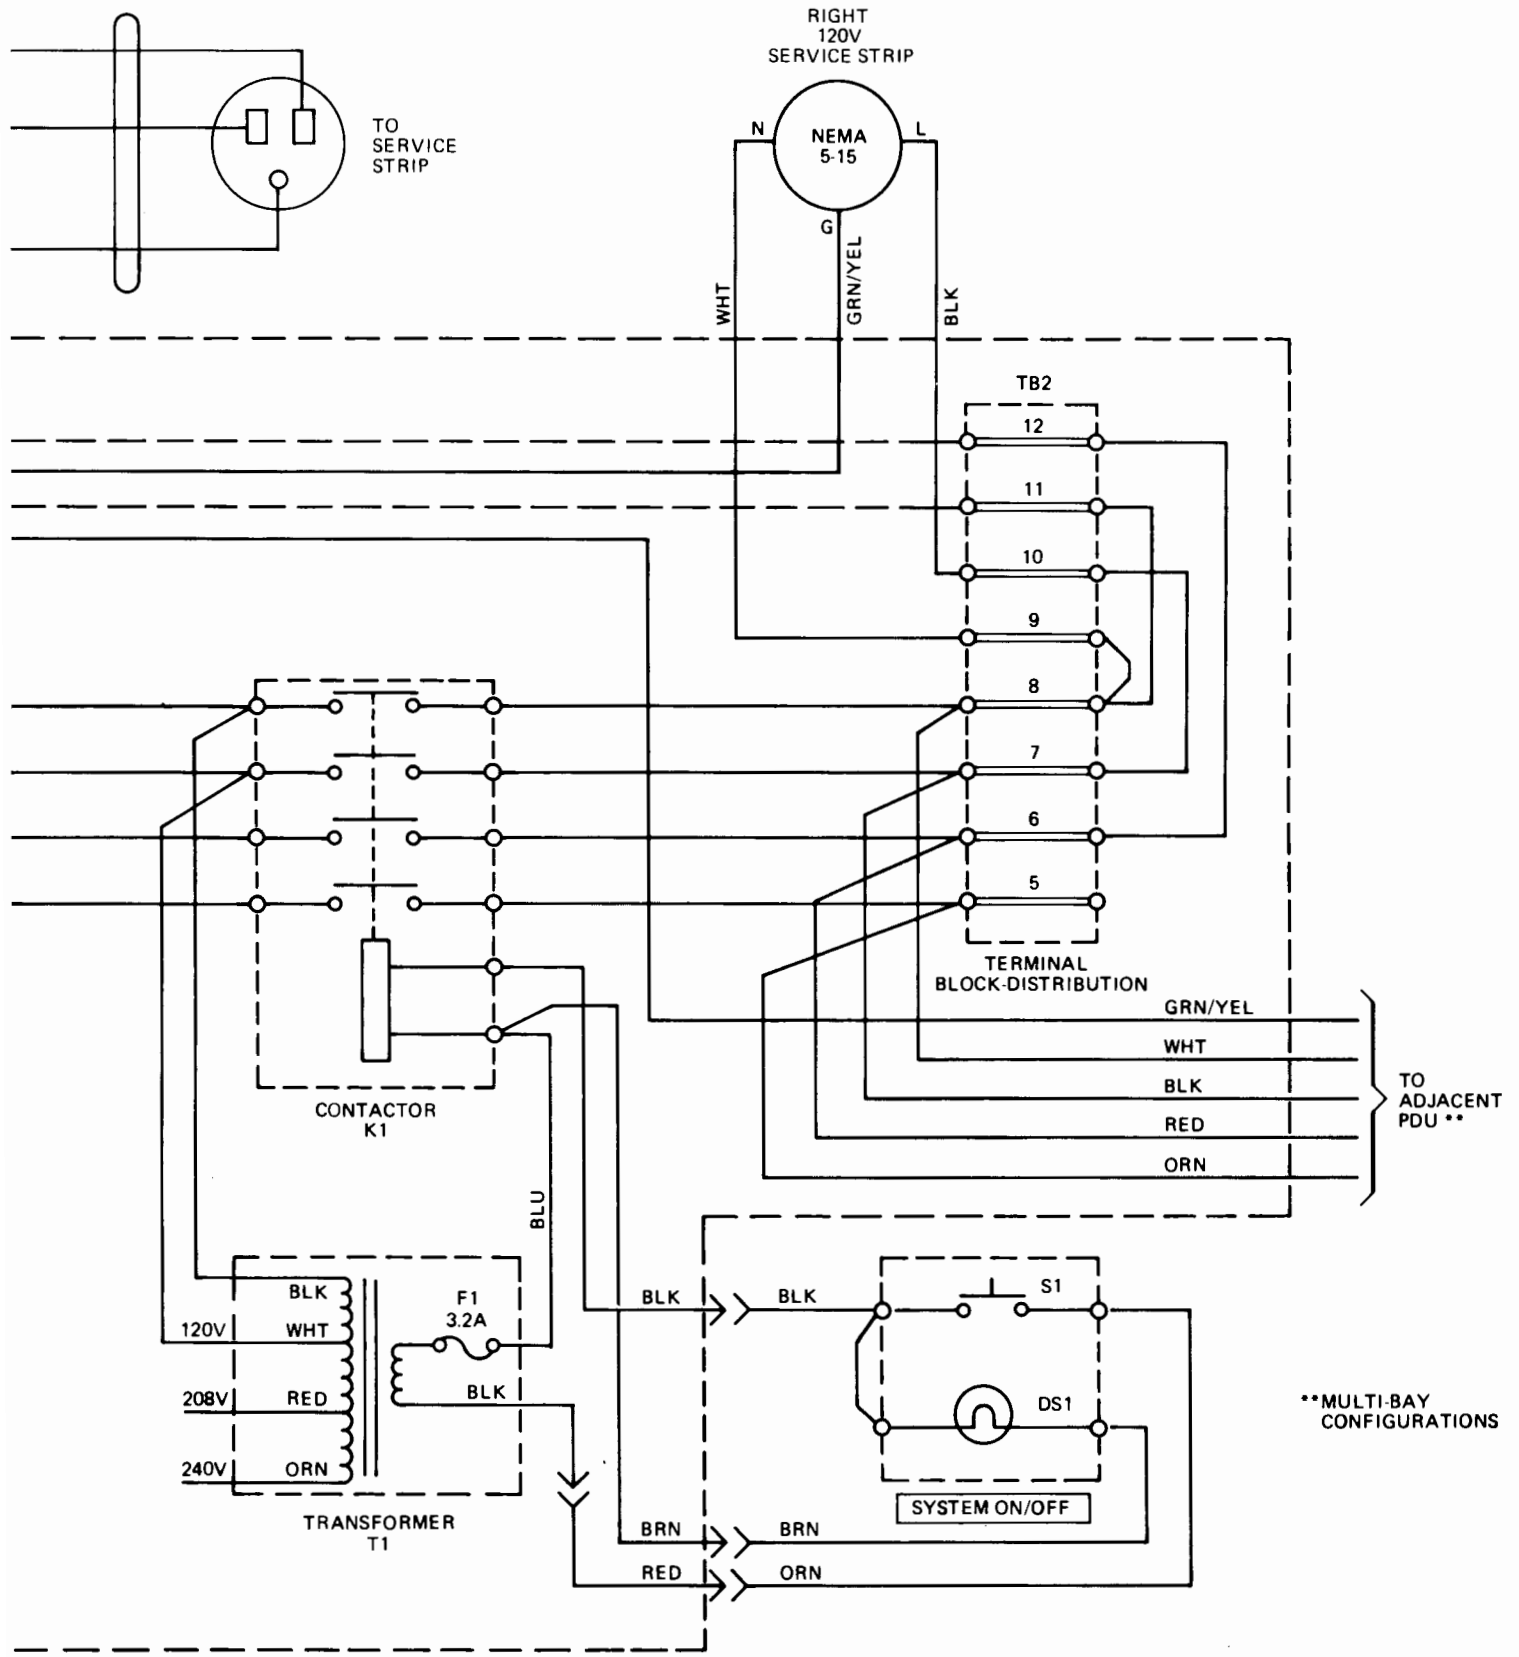 RIGHT
120V
SERVICE STRIP
TO
SERVICE
STRIP
N
NEMA
5-15
L
G
WHT
GRN/YEL
BLK
TB2
12
11
10
9
8
7
6
5
TERMINAL
BLOCK-DISTRIBUTION
GRN/YEL
WHT
BLK
RED
ORN
TO
ADJACENT
PDU **
CONTACTOR
K1
BLU
BLK
120V
WHT
208V
RED
240V
ORN
F1
3.2A
BLK
TRANSFORMER
T1
BLK
BLK
S1
DS1
SYSTEM ON/OFF
BRN
BRN
RED
ORN
**MULTI-BAY
CONFIGURATIONS